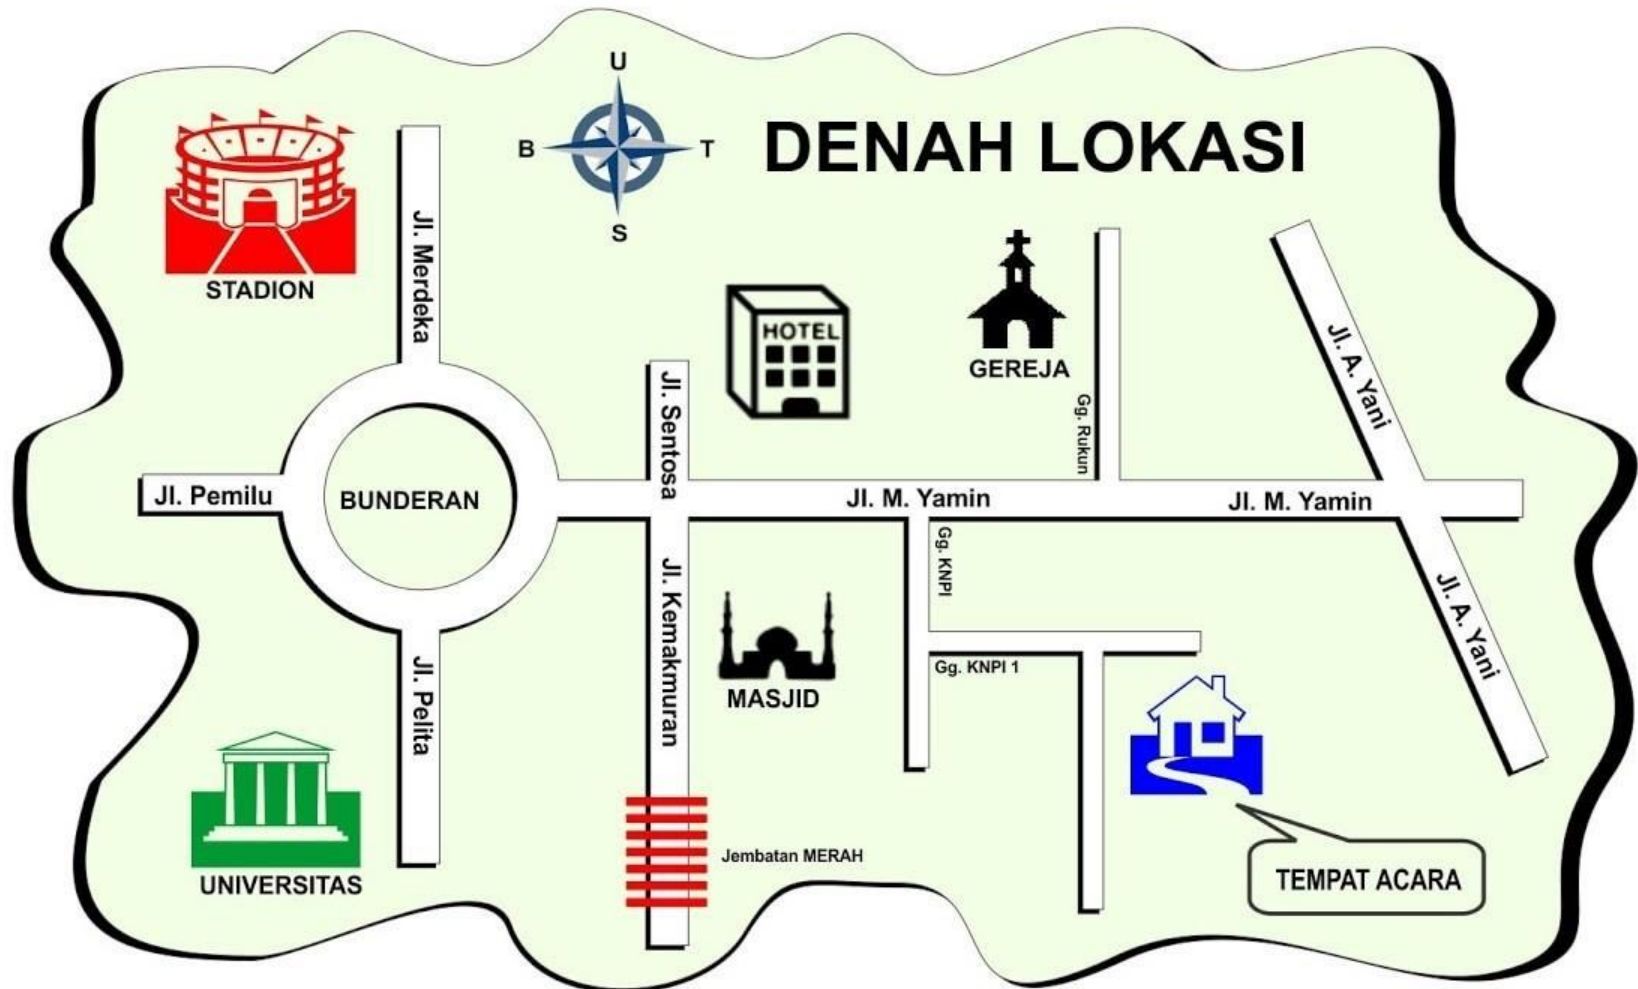 U
B
T
S
DENAH LOKASI
STADION
Jl. Merdeka
HOTEL
GEREJA
Gg. Rukun
Jl. A. Yani
Jl. Sentosa
Jl. Pemilu
BUNDERAN
Jl. M. Yamin
Jl. M. Yamin
Gg. KNPI
Jl. Kemakmuran
Jl. A. Yani
MASJID
Gg. KNPI 1
Jl. Pelita
UNIVERSITAS
Jembatan MERAH
TEMPAT ACARA